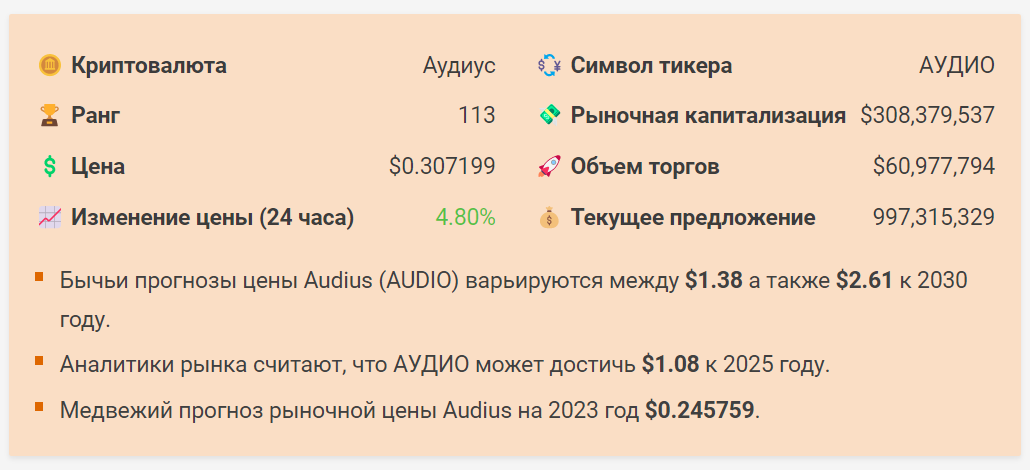 Криптовалюта Аудиус Символ тикера АУДИО
Ранг 113 Рыночная капитализация $308,379,537
Цена $0.307199 Объем торгов $60,977,794
Изменение цены (24 часа) 4.80% Текущее предложение 997,315,329
Бычьи прогнозы цены Audius (AUDIO) варьируются между $1.38 а также $2.61 к 2030
году.
Аналитики рынка считают, что АУДИО может достичь $1.08 к 2025 году.
Медвежий прогноз рыночной цены Audius на 2023 год $0.245759.